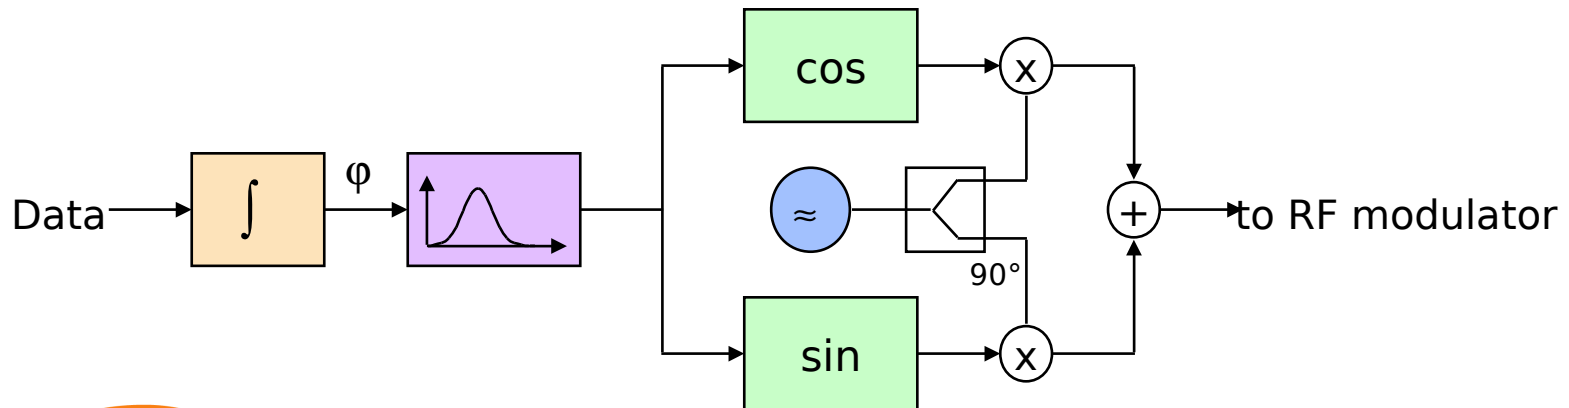 cos
x
φ
∫
Data
≈
+
to RF modulator
90°
sin
x